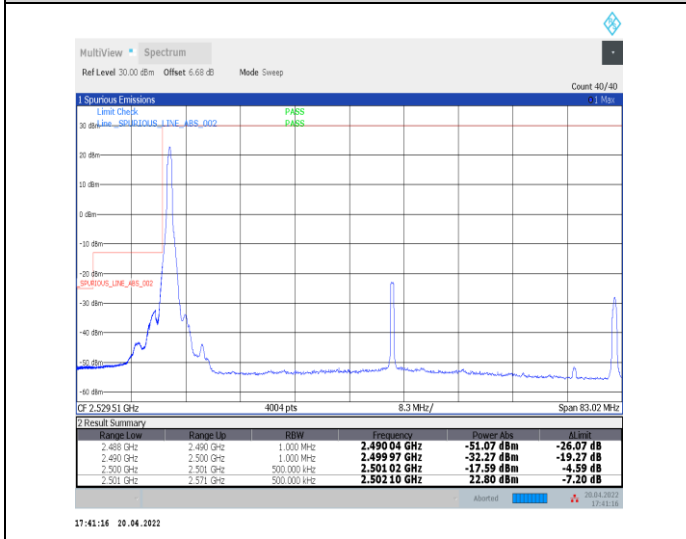 MultiView Spectrum
Ref Level 30.00 dBm Offset 6.68 dB Mode Sweep
Count 40/40
1 Spurious Emissions 1 Max
Limit Check PASS
30 dBm Line _SPURIOUS_LINE_ABS_002 PASS
20 dBm
10 dBm
0 dBm
-10 dBm
-20 dBm
_SPURIOUS_LINE_ABS_002
-30 dBm
-40 dBm
-50 dBm
-60 dBm
CF 2.529 51 GHz 4004 pts 8.3 MHz/ Span 83.02 MHz
2 Result Summary
Range Low Range Up RBW Frequency Power Abs ΔLimit
2.488 GHz 2.490 GHz 1.000 MHz 2.490 04 GHz -51.07 dBm -26.07 dB
2.490 GHz 2.500 GHz 1.000 MHz 2.499 97 GHz -32.27 dBm -19.27 dB
2.500 GHz 2.501 GHz 500.000 kHz 2.501 02 GHz -17.59 dBm -4.59 dB
2.501 GHz 2.571 GHz 500.000 kHz 2.502 10 GHz 22.80 dBm -7.20 dB
Aborted 20.04.2022
17:41:16
17:41:16 20.04.2022